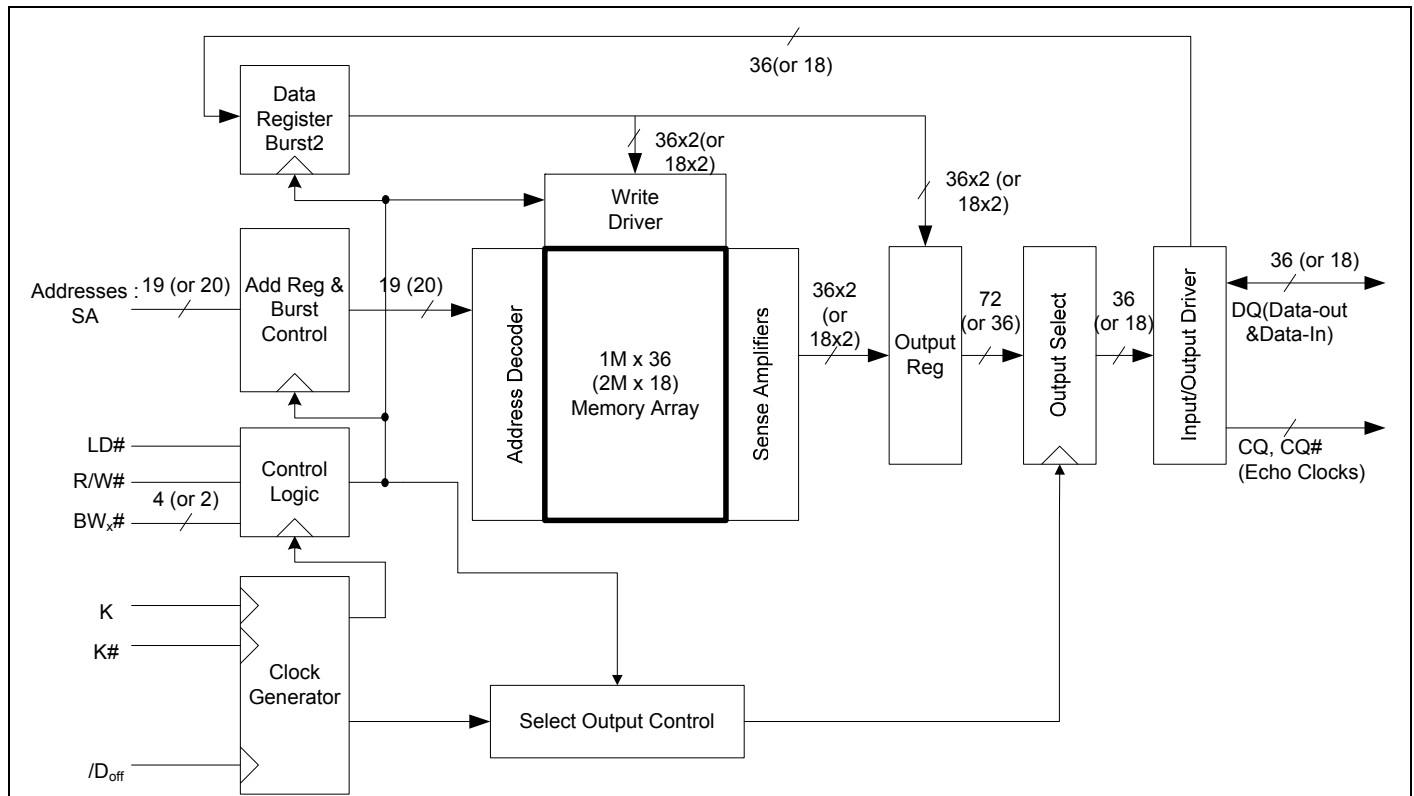 36(or 18)
Data
Register
Burst2
36x2(or
18x2)
36x2 (or
18x2)
Write
Driver
Addresses :
SA
19 (or 20)
Add Reg &
Burst
Control
19 (20)
Address Decoder
1M x 36
(2M x 18)
Memory Array
Sense Amplifiers
36x2
(or
18x2)
Output
Reg
72
(or 36)
Output Select
36
(or 18)
Input/Output Driver
36 (or 18)
DQ(Data-out
&Data-In)
CQ, CQ#
(Echo Clocks)
LD#
R/W#
BWx#
4 (or 2)
Control
Logic
K
K#
/Doff
Clock
Generator
Select Output Control